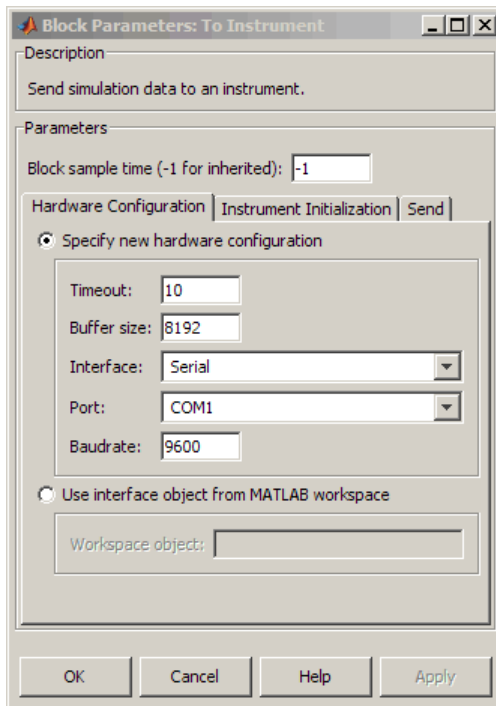 Block Parameters: To Instrument
Description
Send simulation data to an instrument.
Parameters
Block sample time (-1 for inherited): -1
Hardware Configuration Instrument Initialization Send
Specify new hardware configuration
Timeout: 10
Buffer size: 8192
Interface: Serial
Port: COM1
Baudrate: 9600
Use interface object from MATLAB workspace
Workspace object:
OK Cancel Help Apply